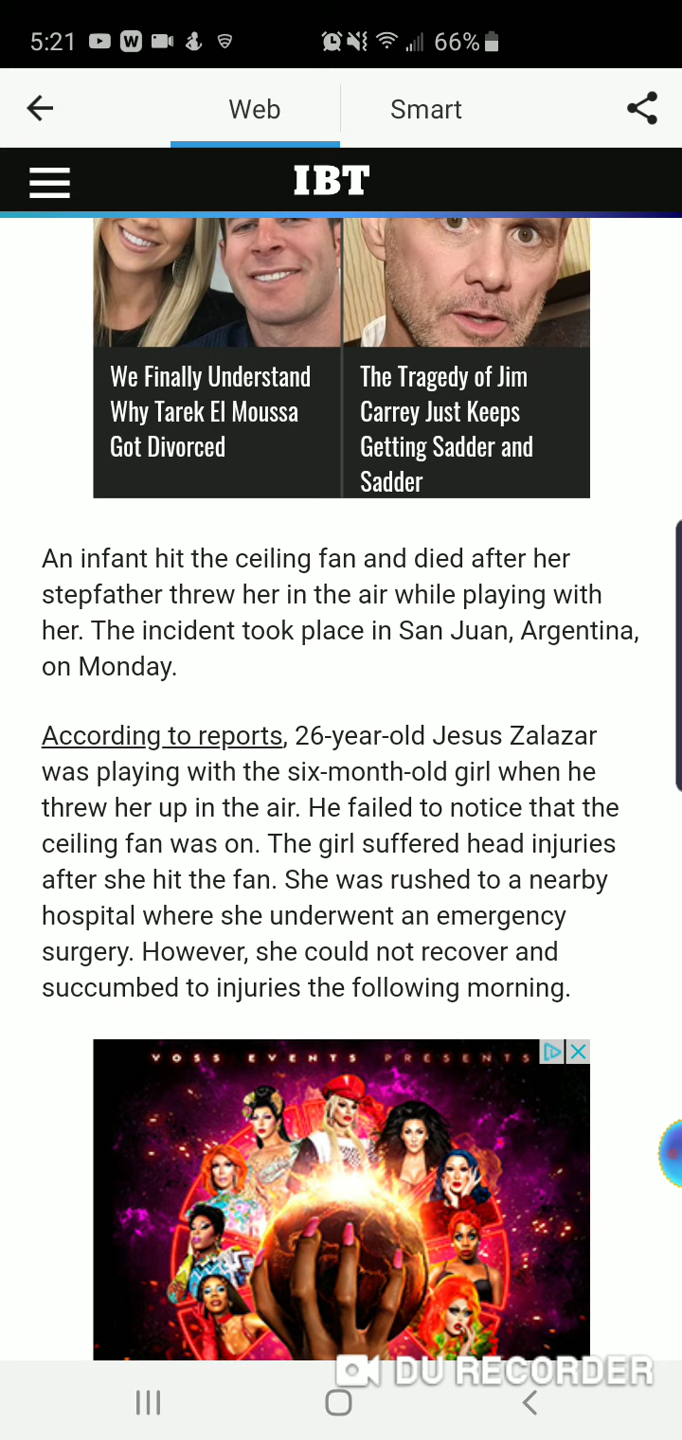 5:21 W 66%
Web Smart
IBT
We Finally Understand
Why Tarek El Moussa
Got Divorced
The Tragedy of Jim
Carrey Just Keeps
Getting Sadder and
Sadder
An infant hit the ceiling fan and died after her
stepfather threw her in the air while playing with
her. The incident took place in San Juan, Argentina,
on Monday.
According to reports, 26-year-old Jesus Zalazar
was playing with the six-month-old girl when he
threw her up in the air. He failed to notice that the
ceiling fan was on. The girl suffered head injuries
after she hit the fan. She was rushed to a nearby
hospital where she underwent an emergency
surgery. However, she could not recover and
succumbed to injuries the following morning.
VOSS EVENTS PRESENTS
DU RECORDER